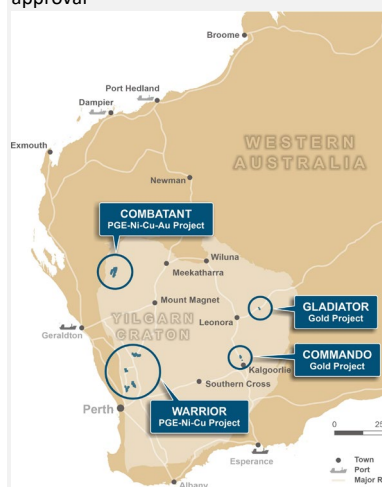 approval
Broome
Port Hedland
Dampier
Exmouth
WESTERN
AUSTRALIA
Newman
COMBATANT
PGE-Ni-Cu-Au Project
Wiluna
Meekatharra
Mount Magnet
YILGARN
CRATON
Leonora
GLADIATOR
Gold Project
Geraldton
COMMANDO
Gold Project
Kalgoorlie
Southern Cross
Perth
WARRIOR
PGE-Ni-Cu Project
Esperance
Albany
0 25
Town
Port
Major R